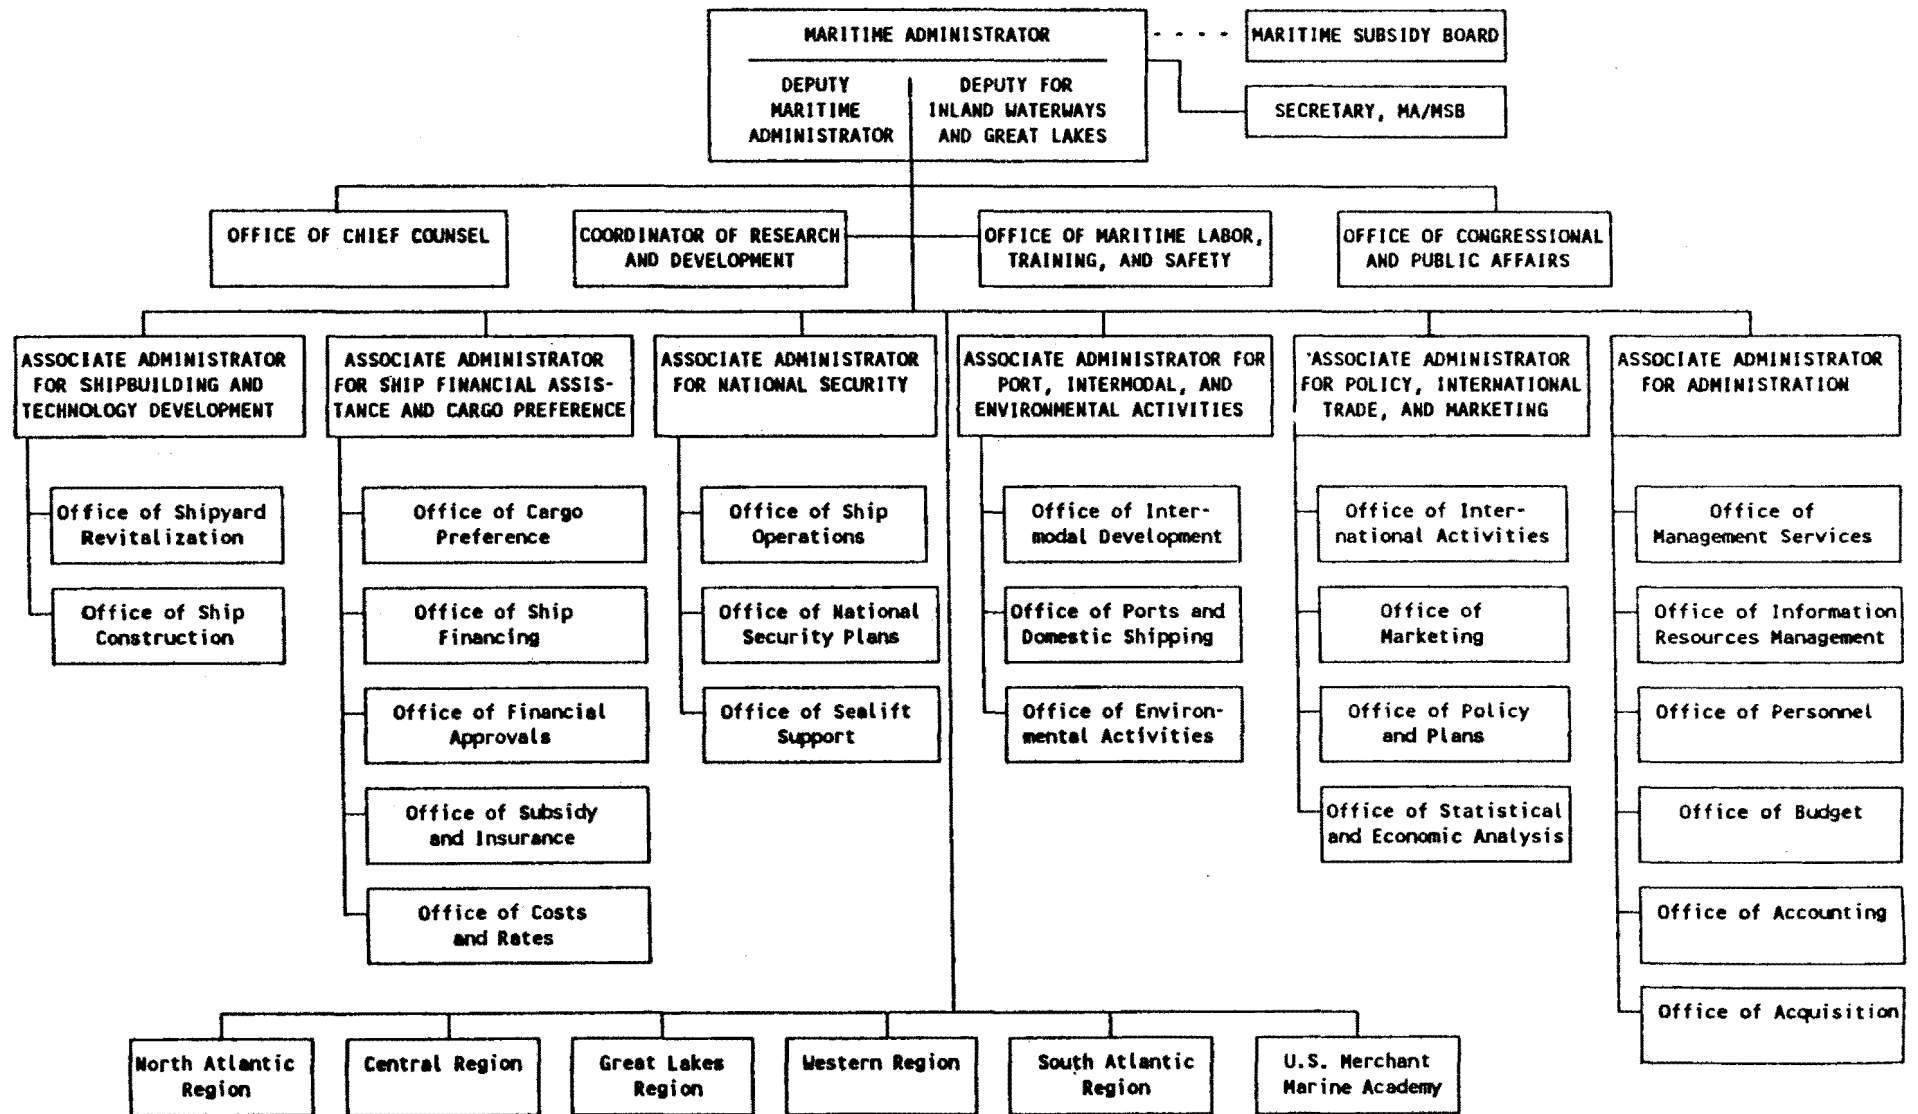 MARITIME ADMINISTRATOR
DEPUTY
MARITIME
ADMINISTRATOR
DEPUTY FOR
INLAND WATERWAYS
AND GREAT LAKES
MARITIME SUBSIDY BOARD
SECRETARY, MA/MSB
OFFICE OF CHIEF COUNSEL
COORDINATOR OF RESEARCH
AND DEVELOPMENT
OFFICE OF MARITIME LABOR,
TRAINING, AND SAFETY
OFFICE OF CONGRESSIONAL
AND PUBLIC AFFAIRS
ASSOCIATE ADMINISTRATOR
FOR SHIPBUILDING AND
TECHNOLOGY DEVELOPMENT
Office of Shipyard
Revitalization
Office of Ship
Construction
ASSOCIATE ADMINISTRATOR
FOR SHIP FINANCIAL ASSIS-
TANCE AND CARGO PREFERENCE
Office of Cargo
Preference
Office of Ship
Financing
Office of Financial
Approvals
Office of Subsidy
and Insurance
Office of Costs
and Rates
ASSOCIATE ADMINISTRATOR
FOR NATIONAL SECURITY
Office of Ship
Operations
Office of National
Security Plans
Office of Sealift
Support
ASSOCIATE ADMINISTRATOR FOR
PORT, INTERMODAL, AND
ENVIRONMENTAL ACTIVITIES
Office of Inter-
modal Development
Office of Ports and
Domestic Shipping
Office of Environ-
mental Activities
ASSOCIATE ADMINISTRATOR
FOR POLICY, INTERNATIONAL
TRADE, AND MARKETING
Office of Inter-
national Activities
Office of
Marketing
Office of Policy
and Plans
Office of Statistical
and Economic Analysis
ASSOCIATE ADMINISTRATOR
FOR ADMINISTRATION
Office of
Management Services
Office of Information
Resources Management
Office of Personnel
Office of Budget
Office of Accounting
Office of Acquisition
North Atlantic
Region
Central Region
Great Lakes
Region
Western Region
South Atlantic
Region
U.S. Merchant
Marine Academy